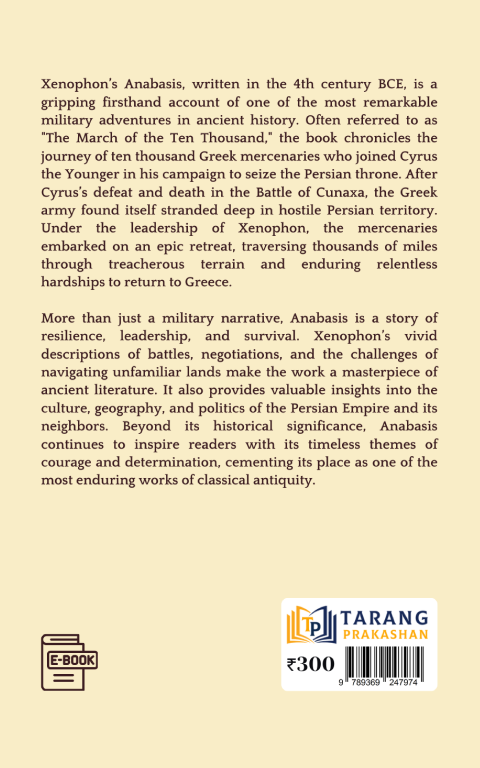 Xenophon's Anabasis, written in the 4th century BCE, is a
gripping firsthand account of one of the most remarkable
military adventures in ancient history. Often referred to as
"The March of the Ten Thousand," the book chronicles the
journey of ten thousand Greek mercenaries who joined Cyrus
the Younger in his campaign to seize the Persian throne. After
Cyrus's defeat and death in the Battle of Cunaxa, the Greek
army found itself stranded deep in hostile Persian territory.
Under the leadership of Xenophon, the mercenaries
embarked on an epic retreat, traversing thousands of miles
through treacherous terrain and enduring relentless
hardships to return to Greece.
More than just a military narrative, Anabasis is a story of
resilience, leadership, and survival. Xenophon's vivid
descriptions of battles, negotiations, and the challenges of
navigating unfamiliar lands make the work a masterpiece of
ancient literature. It also provides valuable insights into the
culture, geography, and politics of the Persian Empire and its
neighbors. Beyond its historical significance, Anabasis
continues to inspire readers with its timeless themes of
courage and determination, cementing its place as one of the
most enduring works of classical antiquity.
E-BOOK
TP TARANG
PRAKASHAN
₹300
9 789369 247974